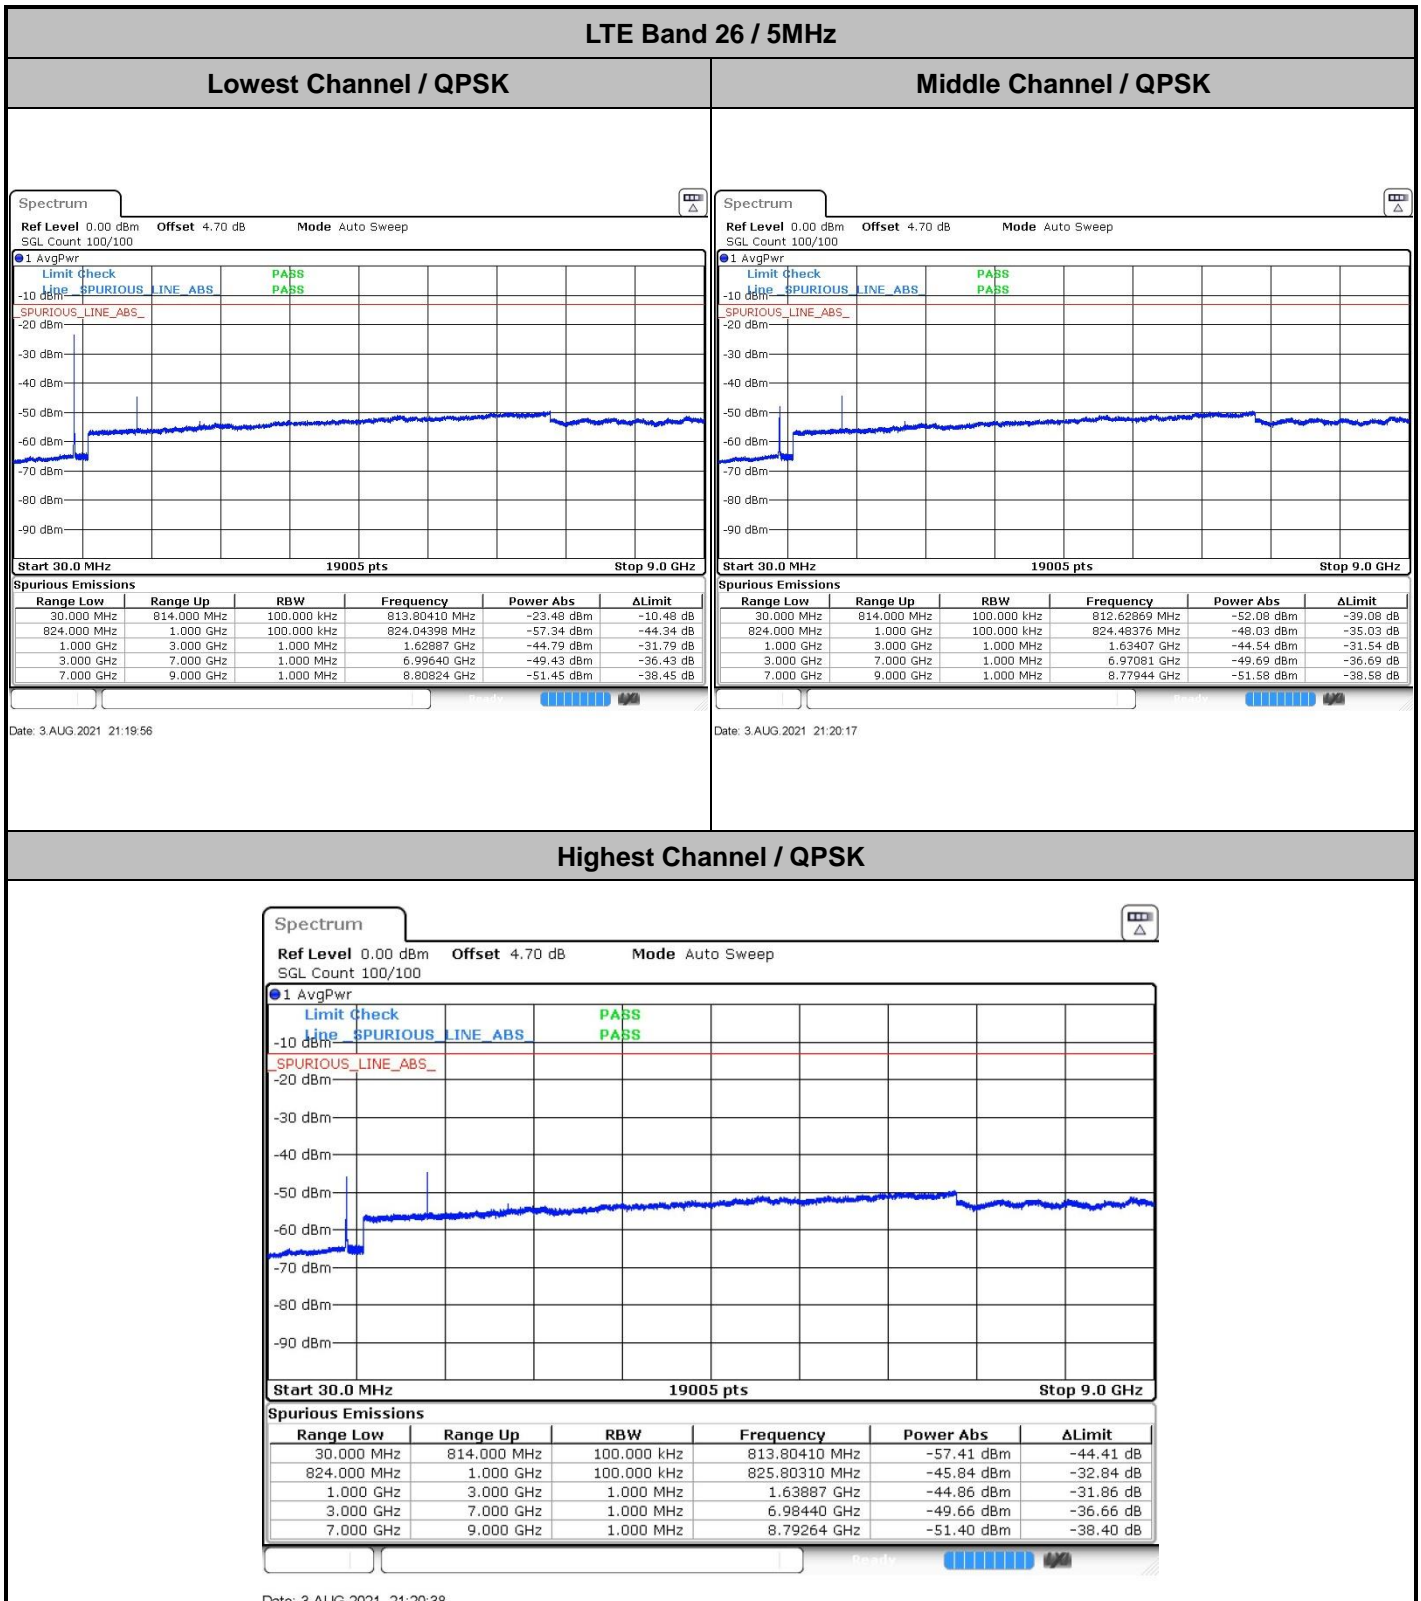 LTE Band 26 / 5MHz
Lowest Channel / QPSK
Middle Channel / QPSK
Spectrum
Ref Level 0.00 dBm Offset 4.70 dB Mode Auto Sweep
SGL Count 100/100
1 AvgPwr
Limit Check PASS
Line _SPURIOUS_LINE_ABS_ PASS
-10 dBm
_SPURIOUS_LINE_ABS_
-20 dBm
-30 dBm
-40 dBm
-50 dBm
-60 dBm
-70 dBm
-80 dBm
-90 dBm
Start 30.0 MHz 19005 pts Stop 9.0 GHz
Spurious Emissions
Range Low Range Up RBW Frequency Power Abs ΔLimit
30.000 MHz 814.000 MHz 100.000 kHz 813.80410 MHz -23.48 dBm -10.48 dB
824.000 MHz 1.000 GHz 100.000 kHz 824.04398 MHz -57.34 dBm -44.34 dB
1.000 GHz 3.000 GHz 1.000 MHz 1.62887 GHz -44.79 dBm -31.79 dB
3.000 GHz 7.000 GHz 1.000 MHz 6.99640 GHz -49.43 dBm -36.43 dB
7.000 GHz 9.000 GHz 1.000 MHz 8.80824 GHz -51.45 dBm -38.45 dB
Ready
Date: 3.AUG.2021 21:19:56
Spectrum
Ref Level 0.00 dBm Offset 4.70 dB Mode Auto Sweep
SGL Count 100/100
1 AvgPwr
Limit Check PASS
Line _SPURIOUS_LINE_ABS_ PASS
-10 dBm
_SPURIOUS_LINE_ABS_
-20 dBm
-30 dBm
-40 dBm
-50 dBm
-60 dBm
-70 dBm
-80 dBm
-90 dBm
Start 30.0 MHz 19005 pts Stop 9.0 GHz
Spurious Emissions
Range Low Range Up RBW Frequency Power Abs ΔLimit
30.000 MHz 814.000 MHz 100.000 kHz 812.62869 MHz -52.08 dBm -39.08 dB
824.000 MHz 1.000 GHz 100.000 kHz 824.48376 MHz -48.03 dBm -35.03 dB
1.000 GHz 3.000 GHz 1.000 MHz 1.63407 GHz -44.54 dBm -31.54 dB
3.000 GHz 7.000 GHz 1.000 MHz 6.97081 GHz -49.69 dBm -36.69 dB
7.000 GHz 9.000 GHz 1.000 MHz 8.77944 GHz -51.58 dBm -38.58 dB
Ready
Date: 3.AUG.2021 21:20:17
Highest Channel / QPSK
Spectrum
Ref Level 0.00 dBm Offset 4.70 dB Mode Auto Sweep
SGL Count 100/100
1 AvgPwr
Limit Check PASS
Line _SPURIOUS_LINE_ABS_ PASS
-10 dBm
_SPURIOUS_LINE_ABS_
-20 dBm
-30 dBm
-40 dBm
-50 dBm
-60 dBm
-70 dBm
-80 dBm
-90 dBm
Start 30.0 MHz 19005 pts Stop 9.0 GHz
Spurious Emissions
Range Low Range Up RBW Frequency Power Abs ΔLimit
30.000 MHz 814.000 MHz 100.000 kHz 813.80410 MHz -57.41 dBm -44.41 dB
824.000 MHz 1.000 GHz 100.000 kHz 825.80310 MHz -45.84 dBm -32.84 dB
1.000 GHz 3.000 GHz 1.000 MHz 1.63887 GHz -44.86 dBm -31.86 dB
3.000 GHz 7.000 GHz 1.000 MHz 6.98440 GHz -49.66 dBm -36.66 dB
7.000 GHz 9.000 GHz 1.000 MHz 8.79264 GHz -51.40 dBm -38.40 dB
Ready
Date: 3.AUG.2021 21:20:38